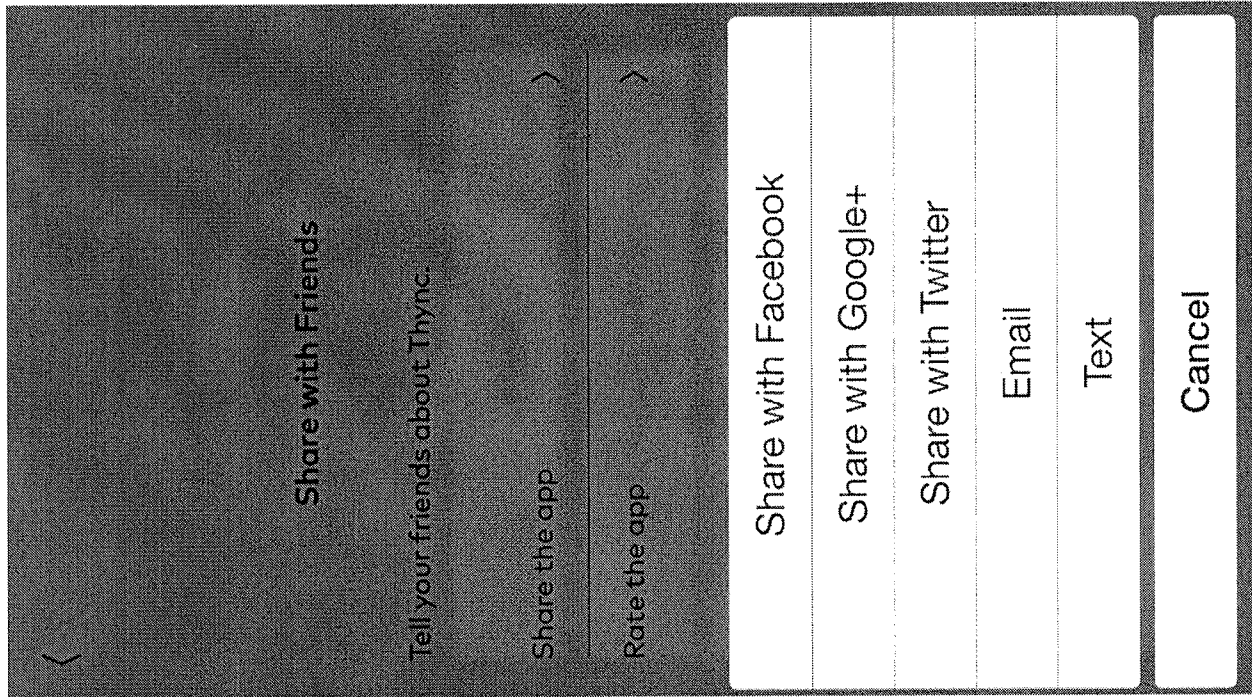 Share with Friends
Tell your friends about Thync.
Share the app
Rate the app
Share with Facebook
Share with Google+
Share with Twitter
Email
Text
Cancel